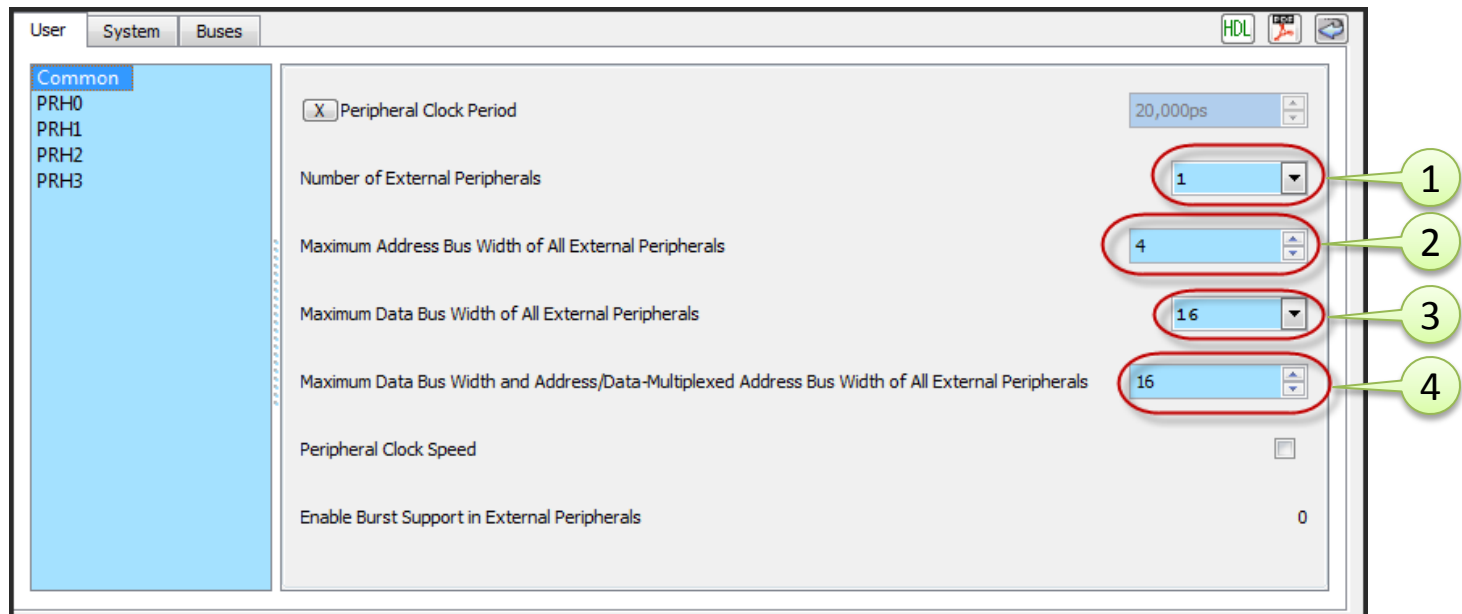 User System Buses HDL PDF
Common
PRH0
PRH1
PRH2
PRH3
X Peripheral Clock Period 20,000ps
Number of External Peripherals 1 1
Maximum Address Bus Width of All External Peripherals 4 2
Maximum Data Bus Width of All External Peripherals 16 3
Maximum Data Bus Width and Address/Data-Multiplexed Address Bus Width of All External Peripherals 16 4
Peripheral Clock Speed
Enable Burst Support in External Peripherals 0